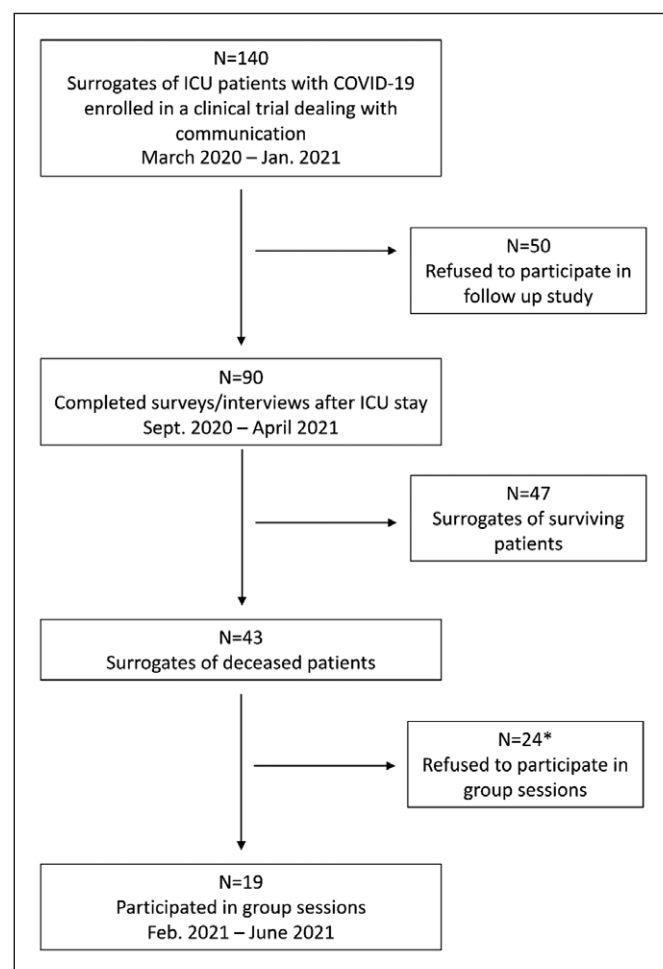 N=140
Surrogates of ICU patients with COVID-19
enrolled in a clinical trial dealing with
communication
March 2020 – Jan. 2021
N=50
Refused to participate in
follow up study
N=90
Completed surveys/interviews after ICU stay
Sept. 2020 – April 2021
N=47
Surrogates of surviving
patients
N=43
Surrogates of deceased patients
N=24*
Refused to participate in
group sessions
N=19
Participated in group sessions
Feb. 2021 – June 2021